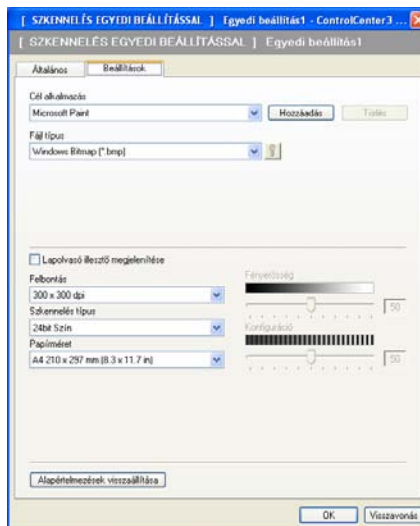 [ SZKENNELÉS EGYEDI BEÁLLÍTÁSSAL ] Egyedi beállítás1 - ControlCenter3 ...
[ SZKENNELÉS EGYEDI BEÁLLÍTÁSSAL ] Egyedi beállítás1
Általános Beállítások
Cél alkalmazás
Microsoft Paint Hozzáadás Törlés
Fájl típus
Windows Bitmap (*.bmp)
Lapolvasó illesztő megjelenítése
Felbontás Fényerősség
300 x 300 dpi 50
Szkennelés típus
24bit Szín Konfiguráció
Papírméret
A4 210 x 297 mm (8.3 x 11.7 in) 50
Alapértelmezések visszaállítása
OK Visszavonás